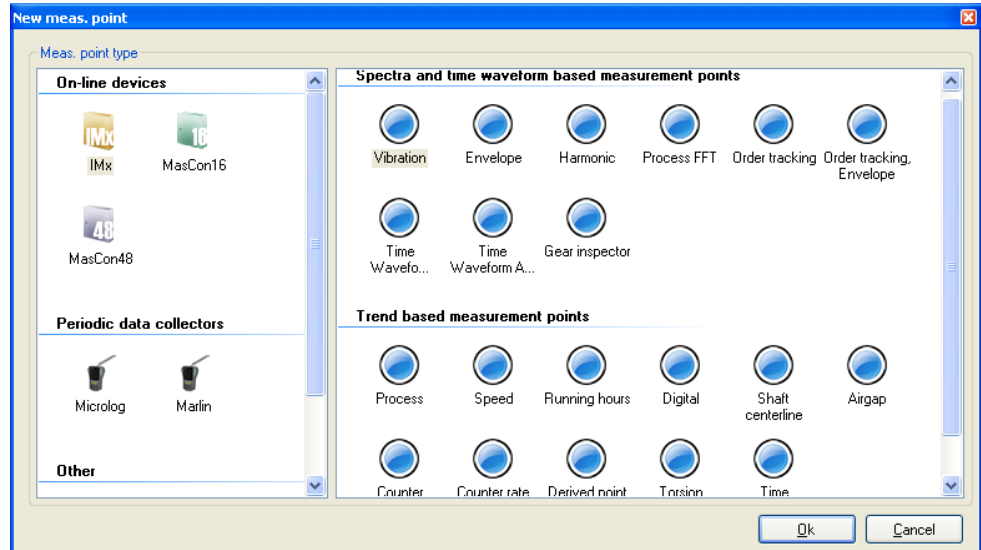 New meas. point
Meas. point type
On-line devices
IMx
IMx
16
MasCon16
48
MasCon48
Periodic data collectors
Microlog
Marlin
Other
Spectra and time waveform based measurement points
Vibration
Envelope
Harmonic
Process FFT
Order tracking
Order tracking,
Envelope
Time
Wavefo...
Time
Waveform A...
Gear inspector
Trend based measurement points
Process
Speed
Running hours
Digital
Shaft
centerline
Airgap
Counter
Counter rate
Derived point
Torsion
Time
Ok
Cancel